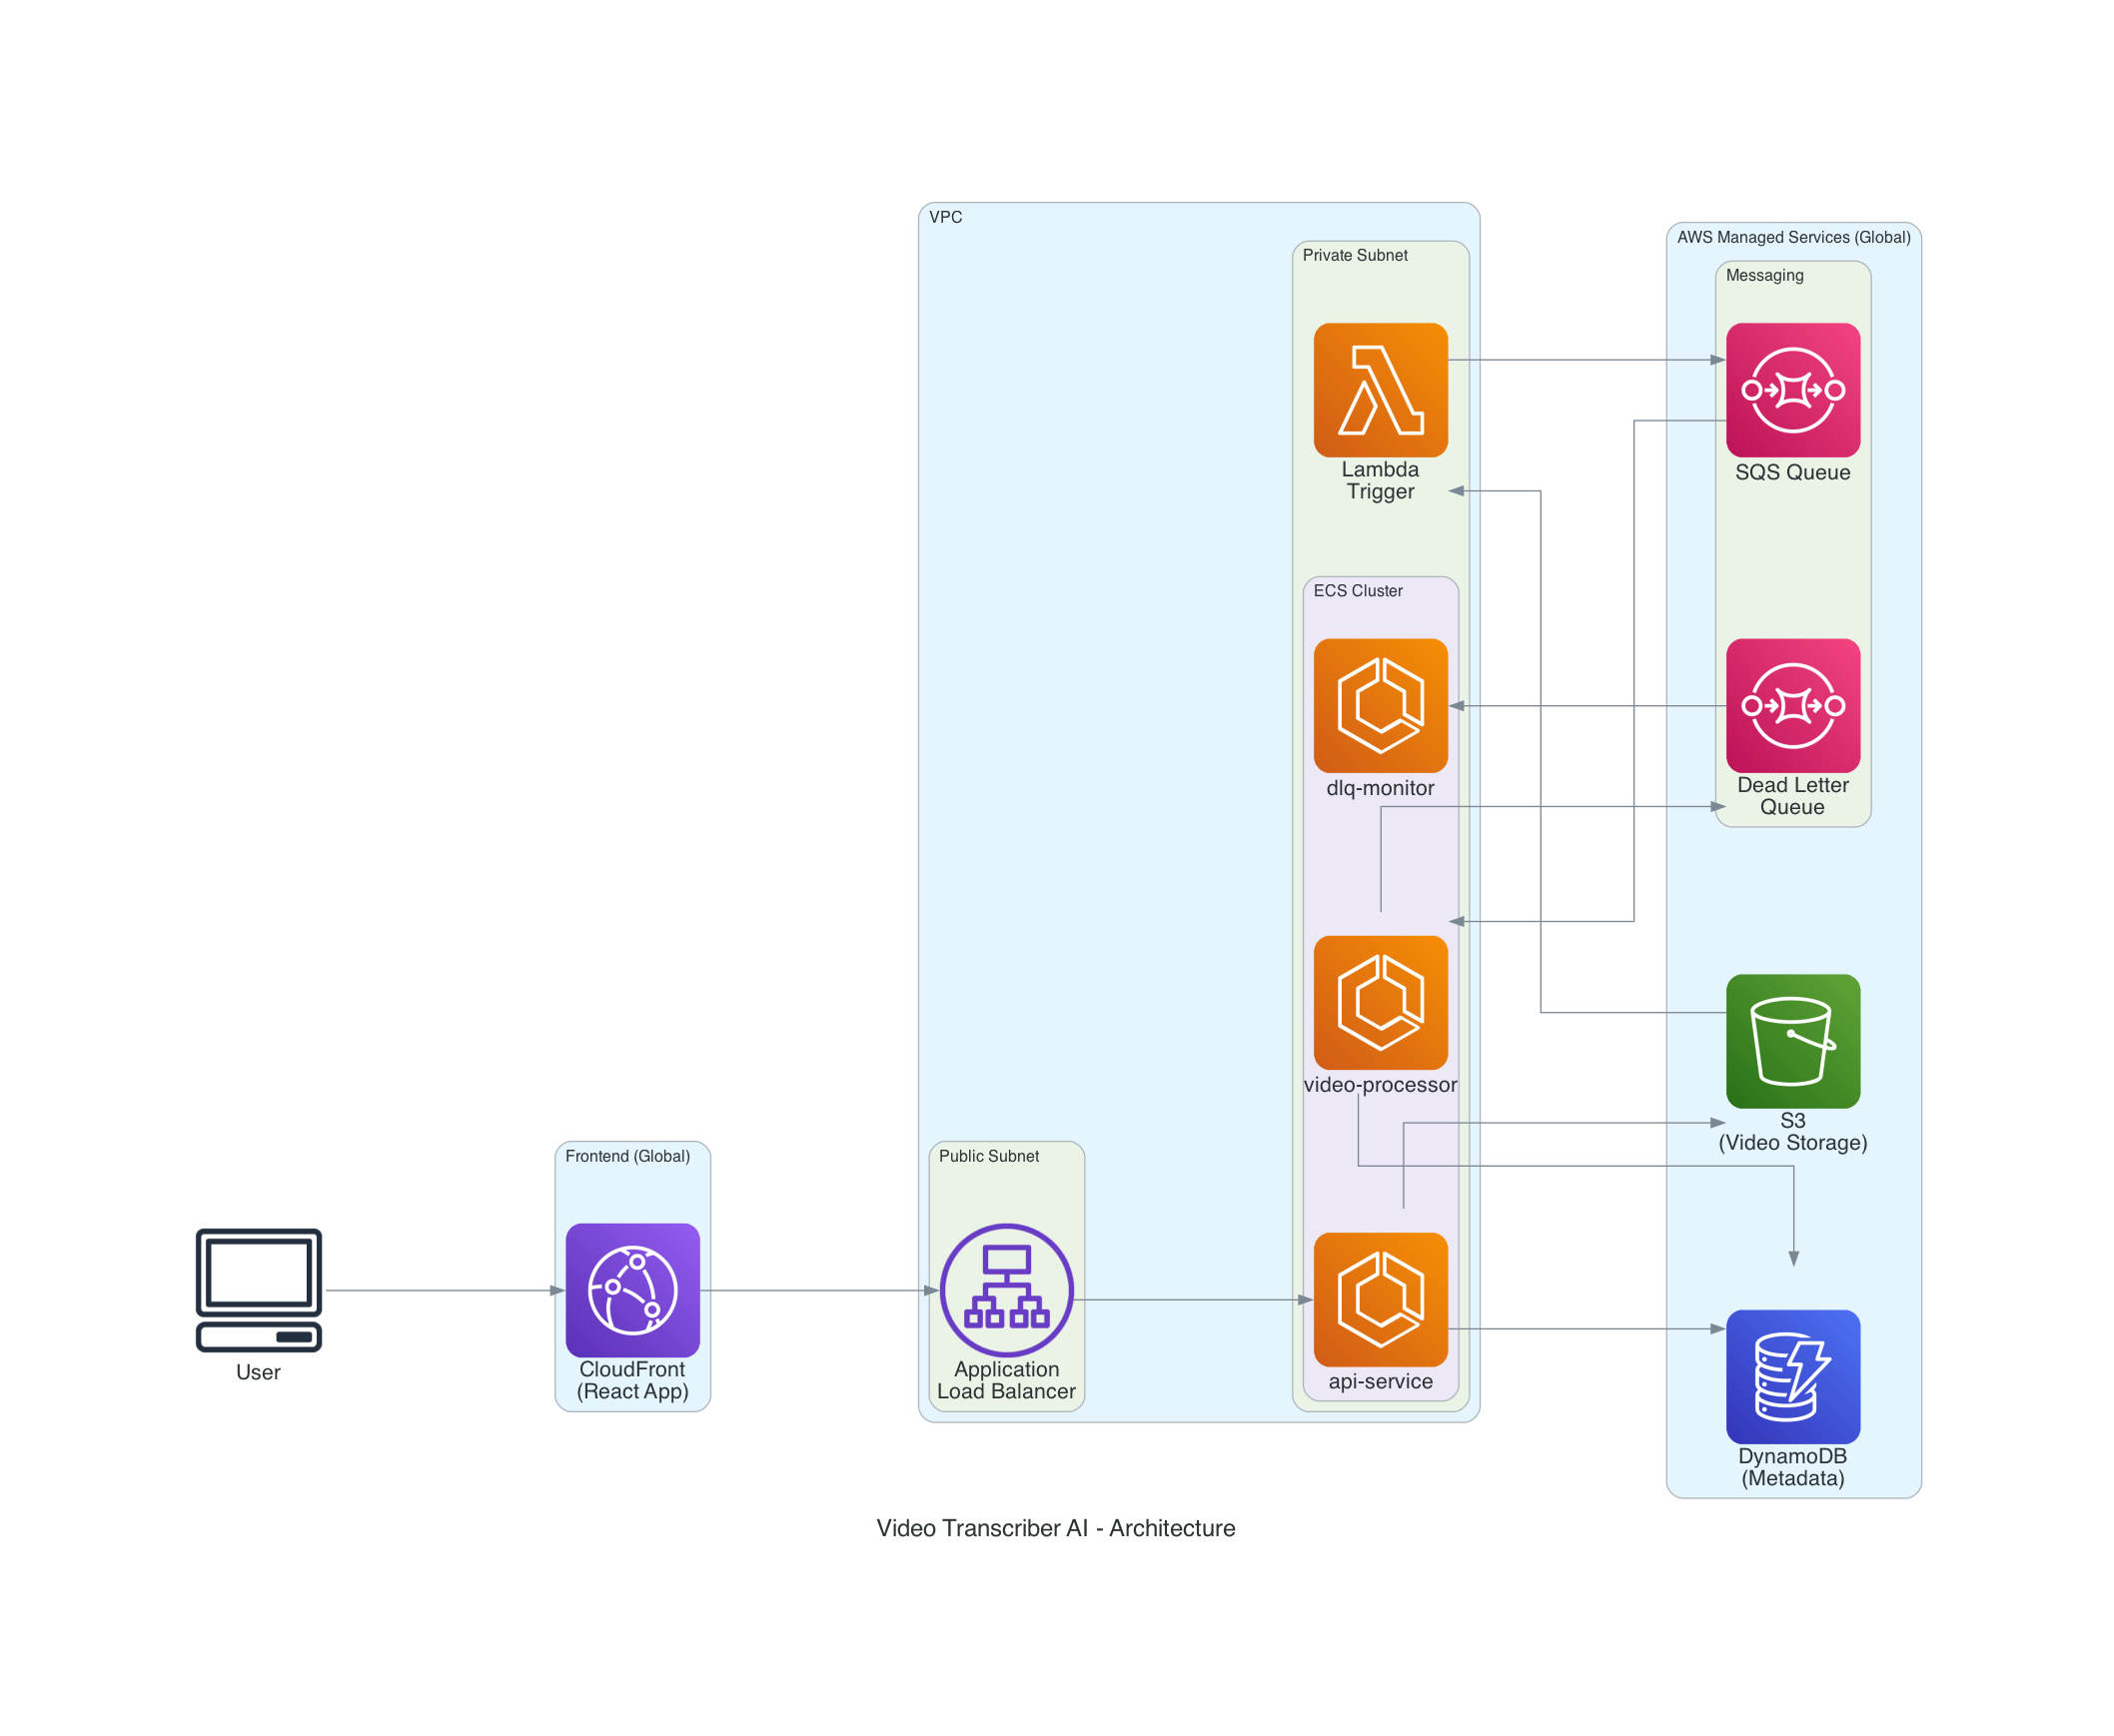 VPC
Private Subnet
AWS Managed Services (Global)
Messaging
Lambda
Trigger
SQS Queue
ECS Cluster
dlq-monitor
Dead Letter
Queue
video-processor
S3
(Video Storage)
Frontend (Global)
Public Subnet
User
CloudFront
(React App)
Application
Load Balancer
api-service
DynamoDB
(Metadata)
Video Transcriber AI - Architecture